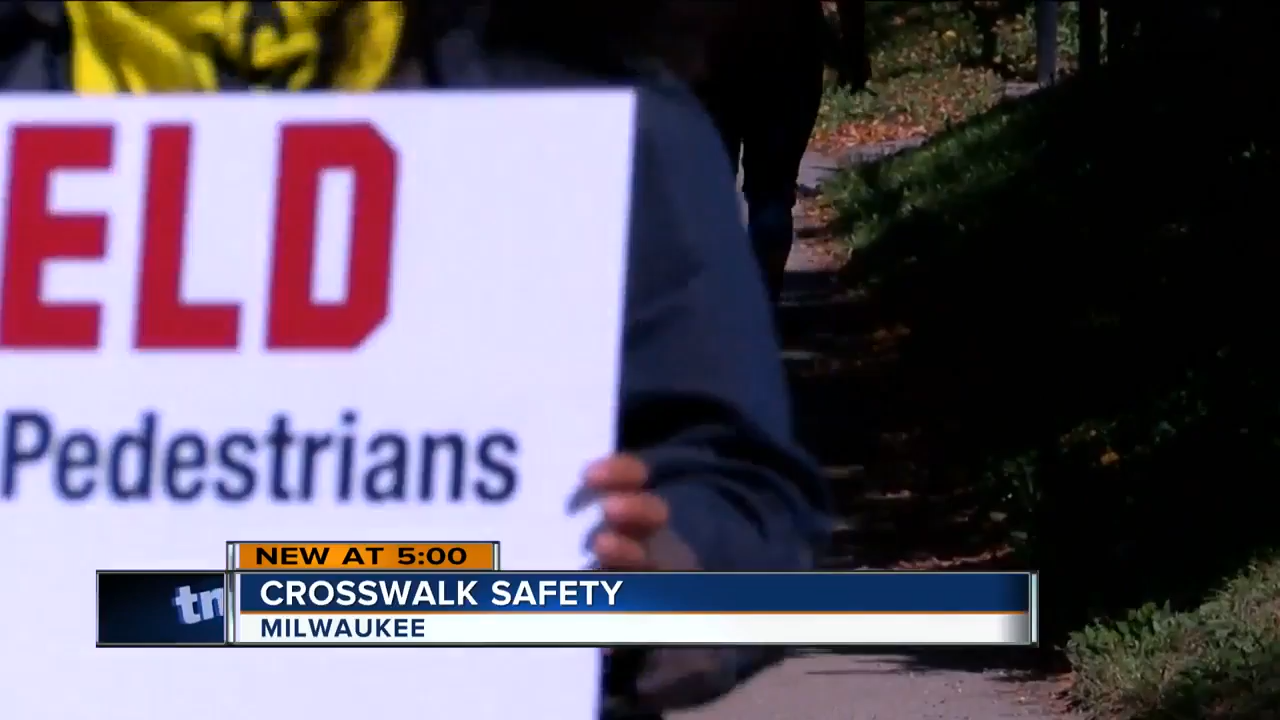 ELD
Pedestrians
NEW AT 5:00
CROSSWALK SAFETY
MILWAUKEE